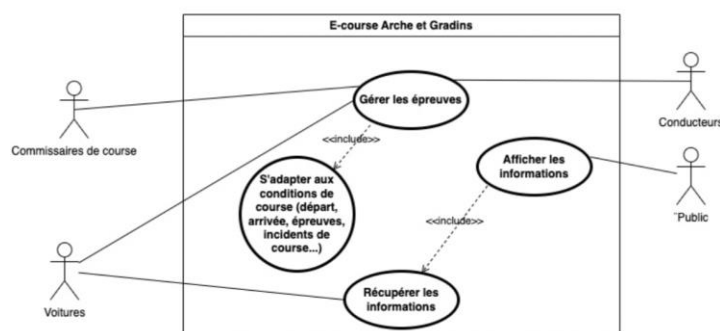 E-course Arche et Gradins
Gérer les épreuves
Commissaires de course
Conducteurs
<<include>>
Afficher les
informations
S'adapter aux
conditions de
course (départ,
arrivée, épreuves,
incidents de
course...)
<<include>>
¨Public
Récupérer les
informations
Voitures